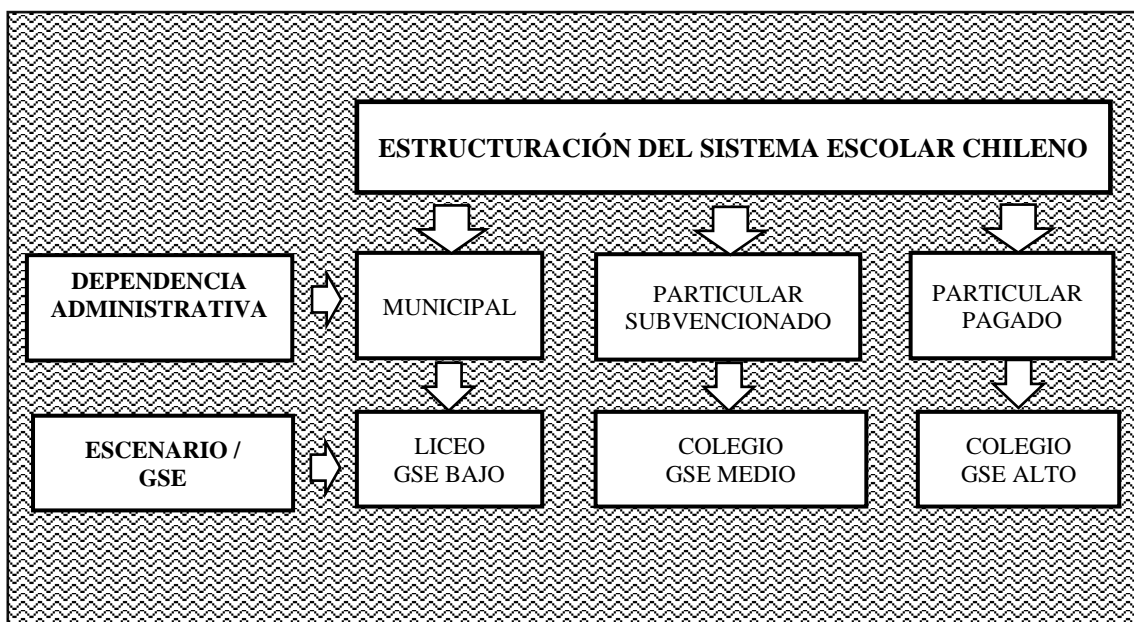 ESTRUCTURACIÓN DEL SISTEMA ESCOLAR CHILENO
DEPENDENCIA
ADMINISTRATIVA
MUNICIPAL
PARTICULAR
SUBVENCIONADO
PARTICULAR
PAGADO
ESCENARIO /
GSE
LICEO
GSE BAJO
COLEGIO
GSE MEDIO
COLEGIO
GSE ALTO